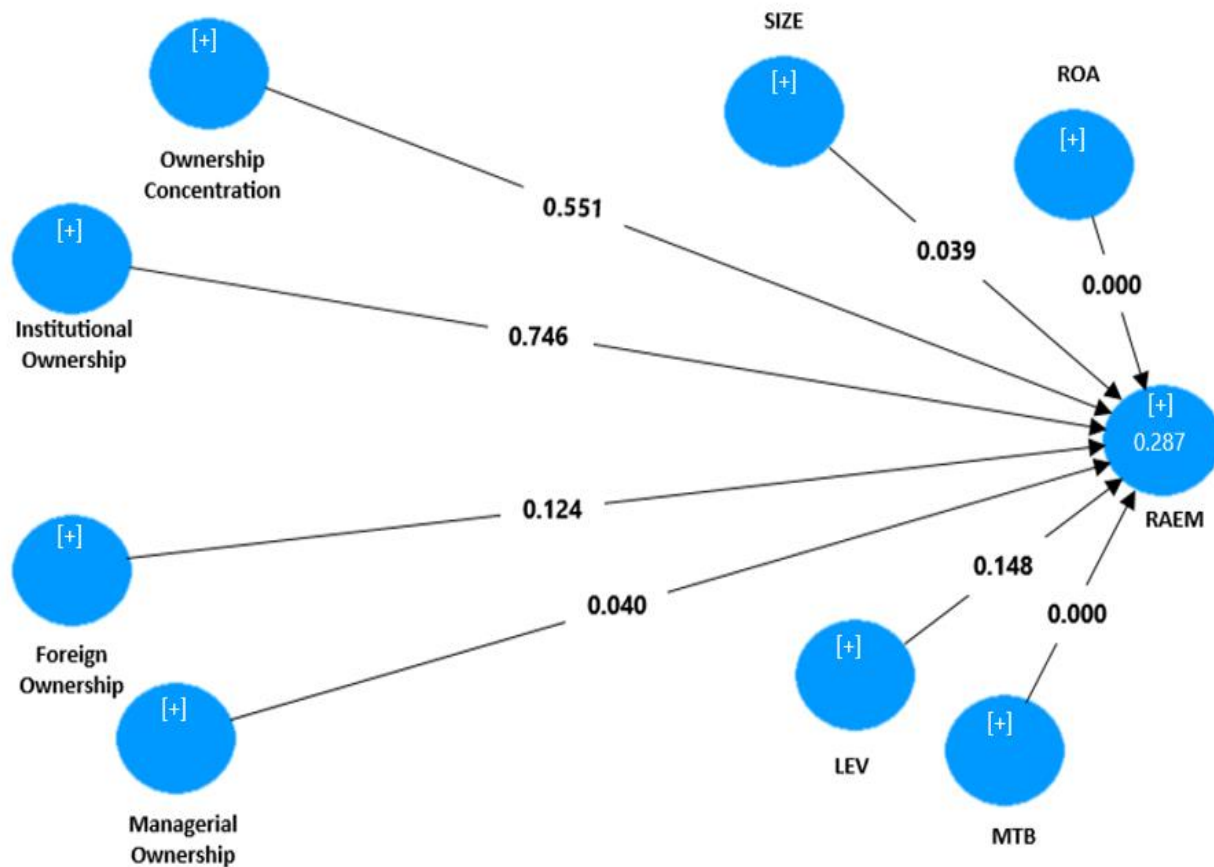 [+]
Ownership
Concentration
[+]
Institutional
Ownership
[+]
Foreign
Ownership
[+]
Managerial
Ownership
0.551
0.746
0.124
0.040
SIZE
[+]
0.039
ROA
[+]
0.000
[+]
0.287
RAEM
0.148
[+]
LEV
0.000
[+]
MTB